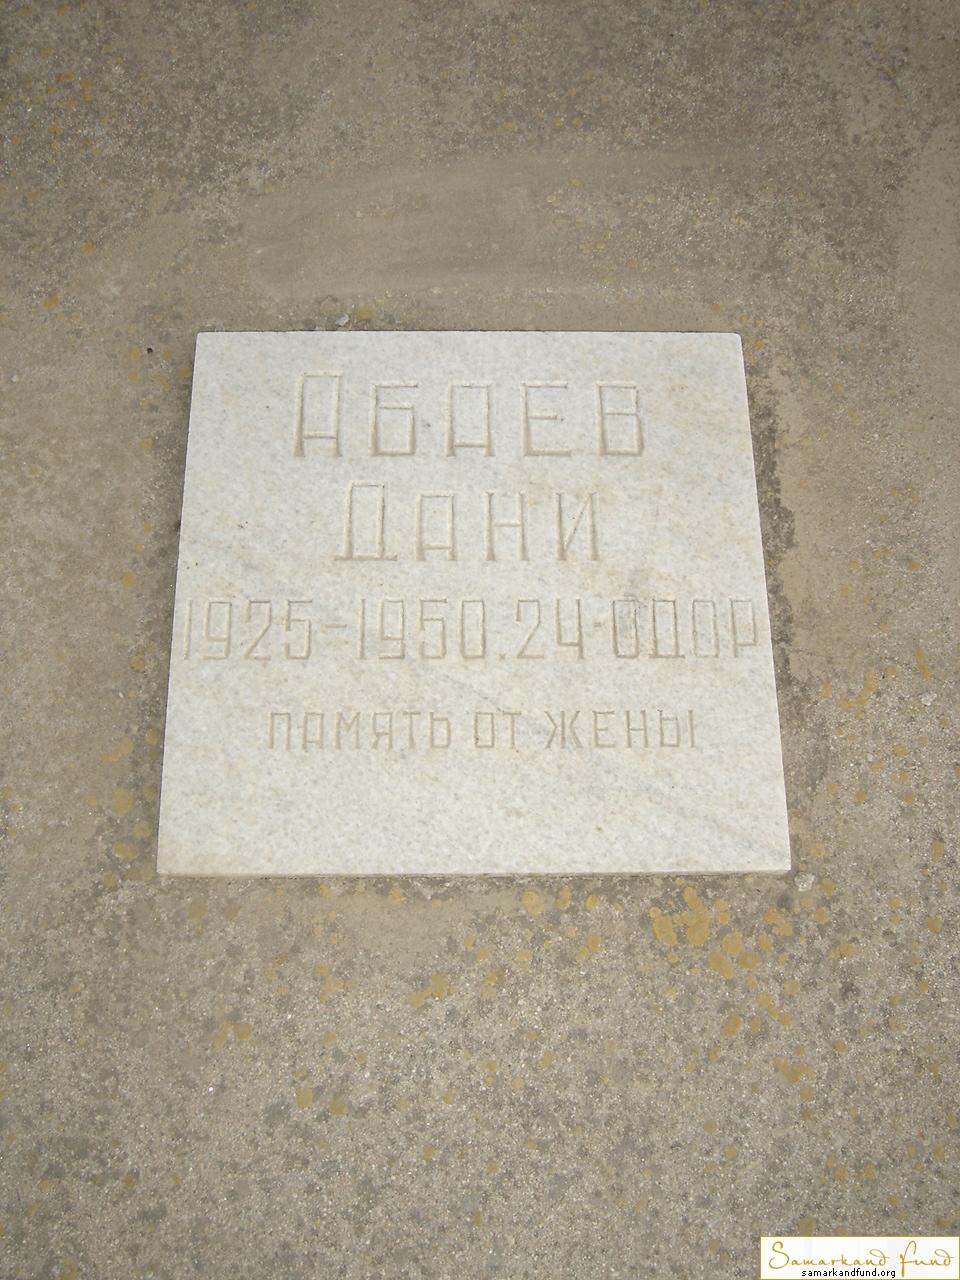 АБАЕВ
ДАНИ
1925-1950.24-ОДОР
ПАМЯТЬ ОТ ЖЕНЫ
Samarkand fund
samarkandfund.org